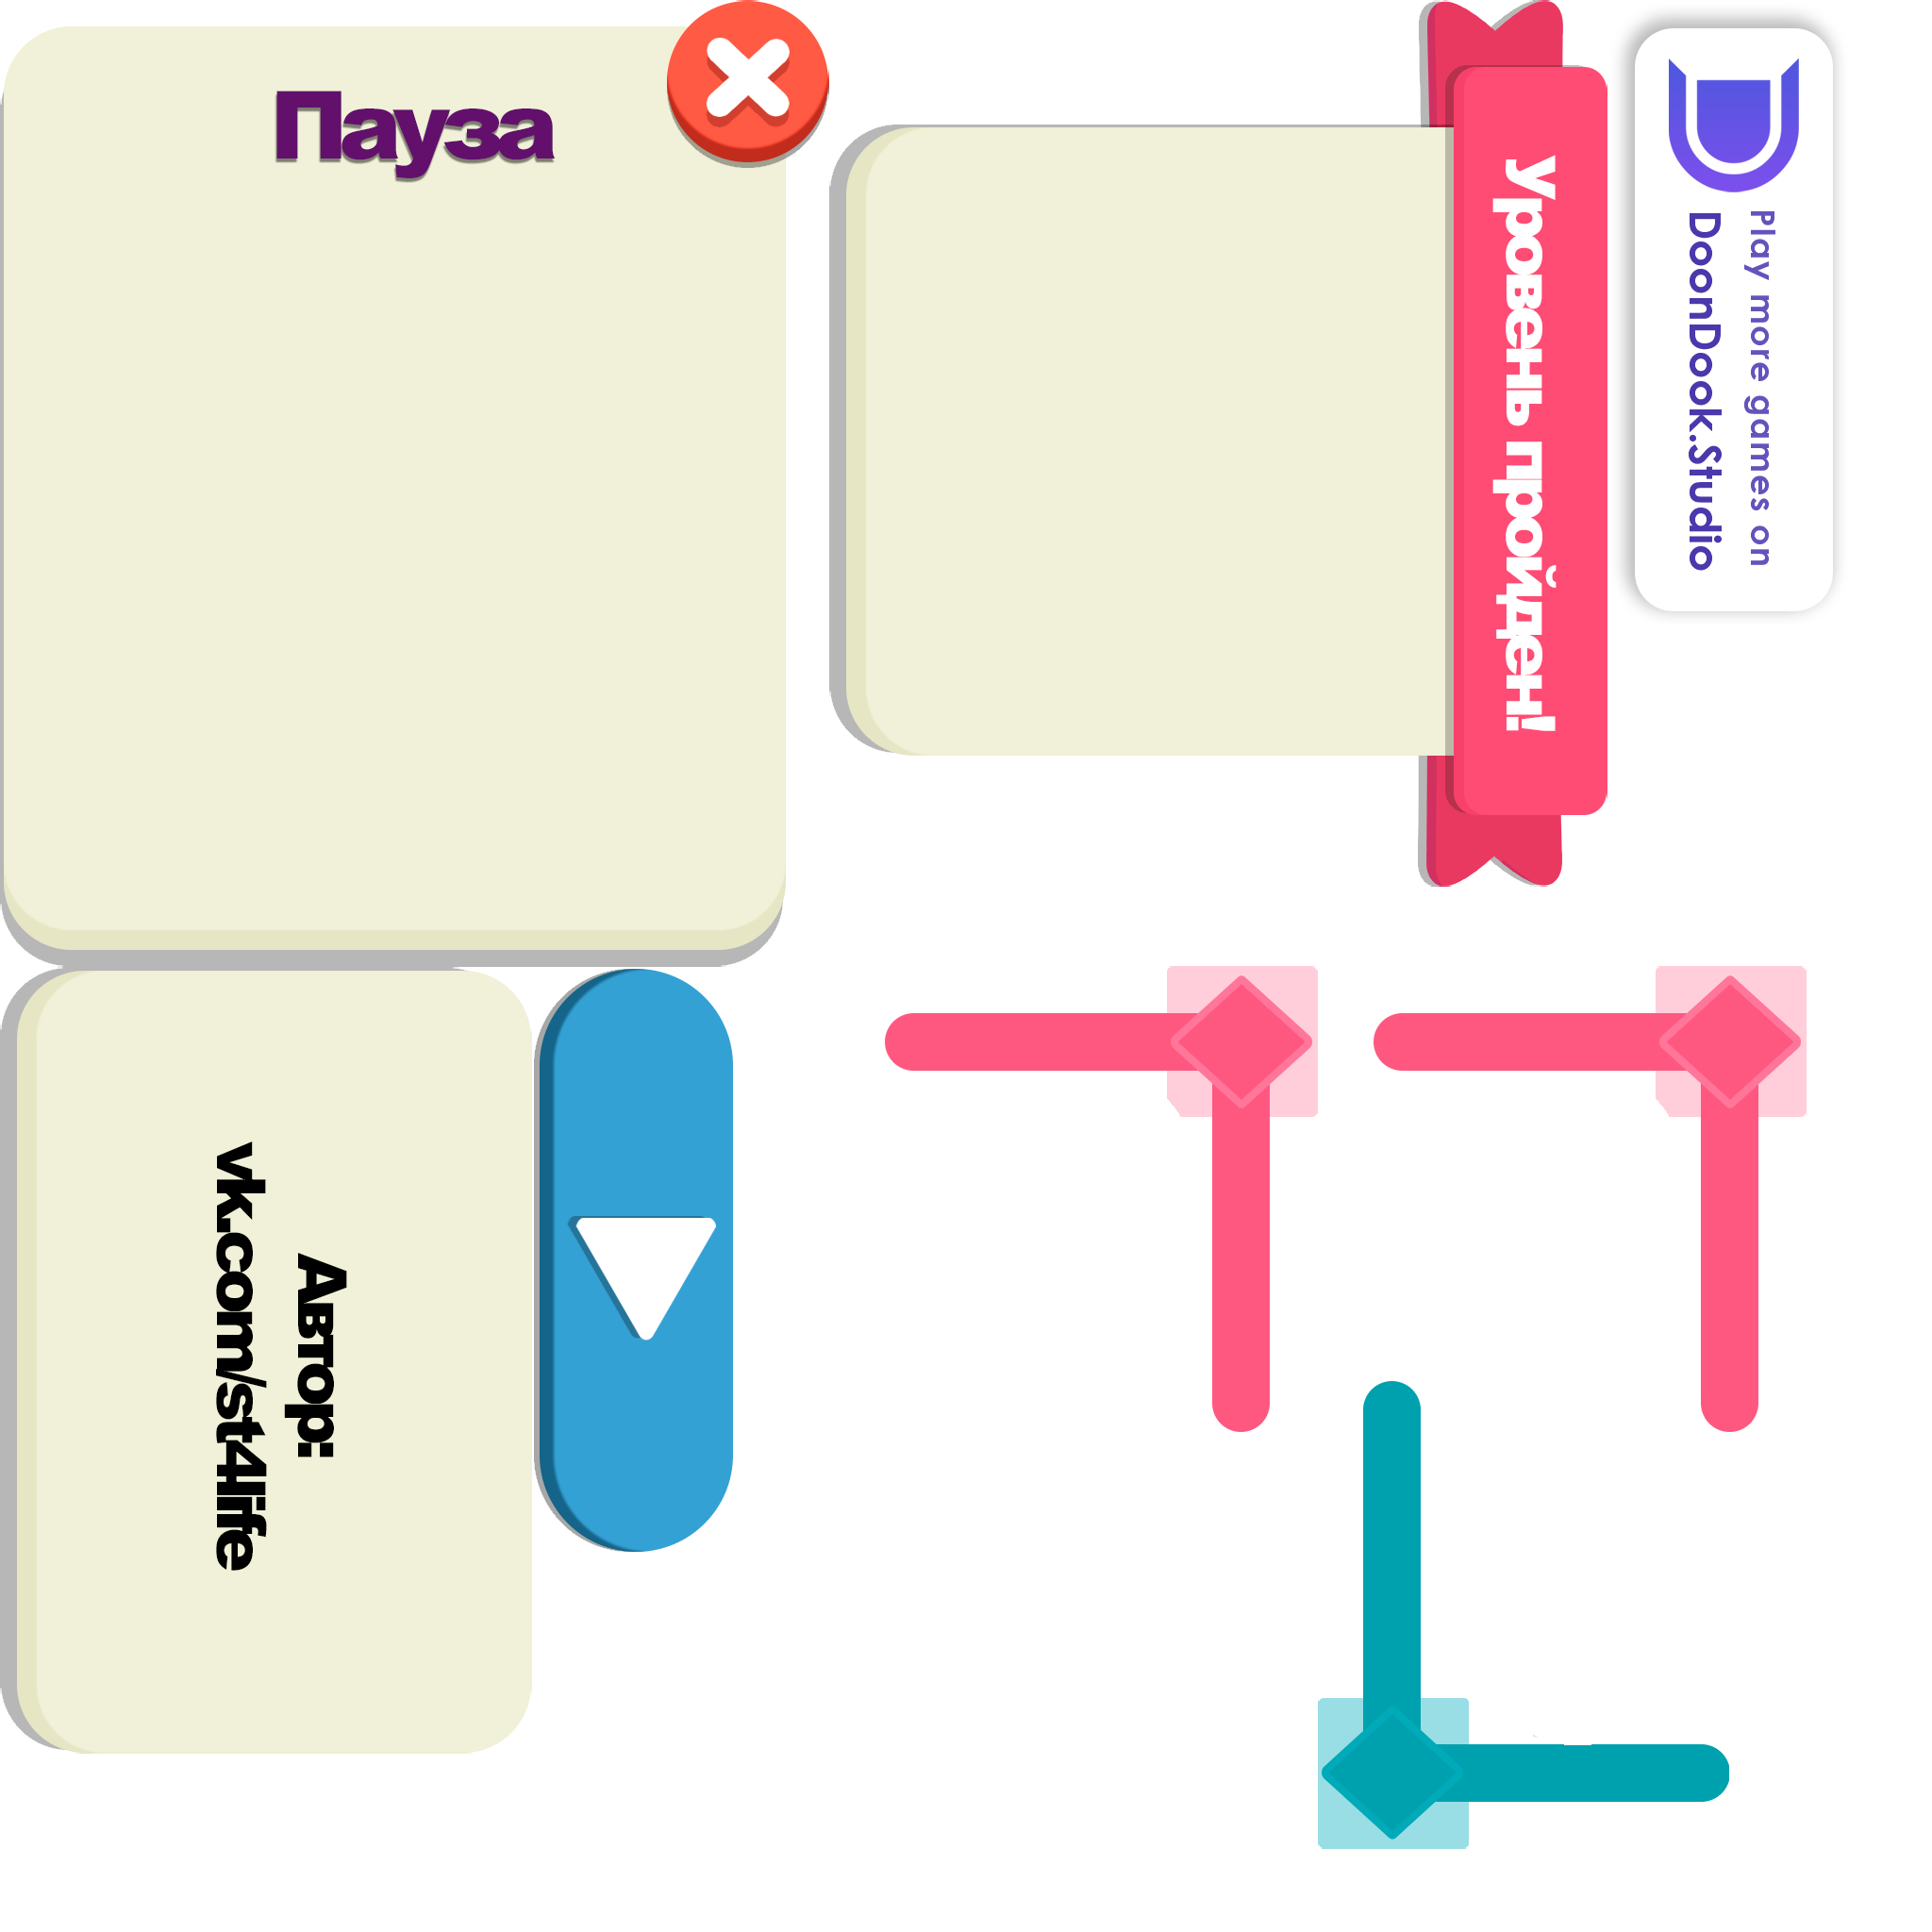 Пауза
Уровень пройден!
Play more games on
DoonDook.Studio
Автор:
vk.com/st4life